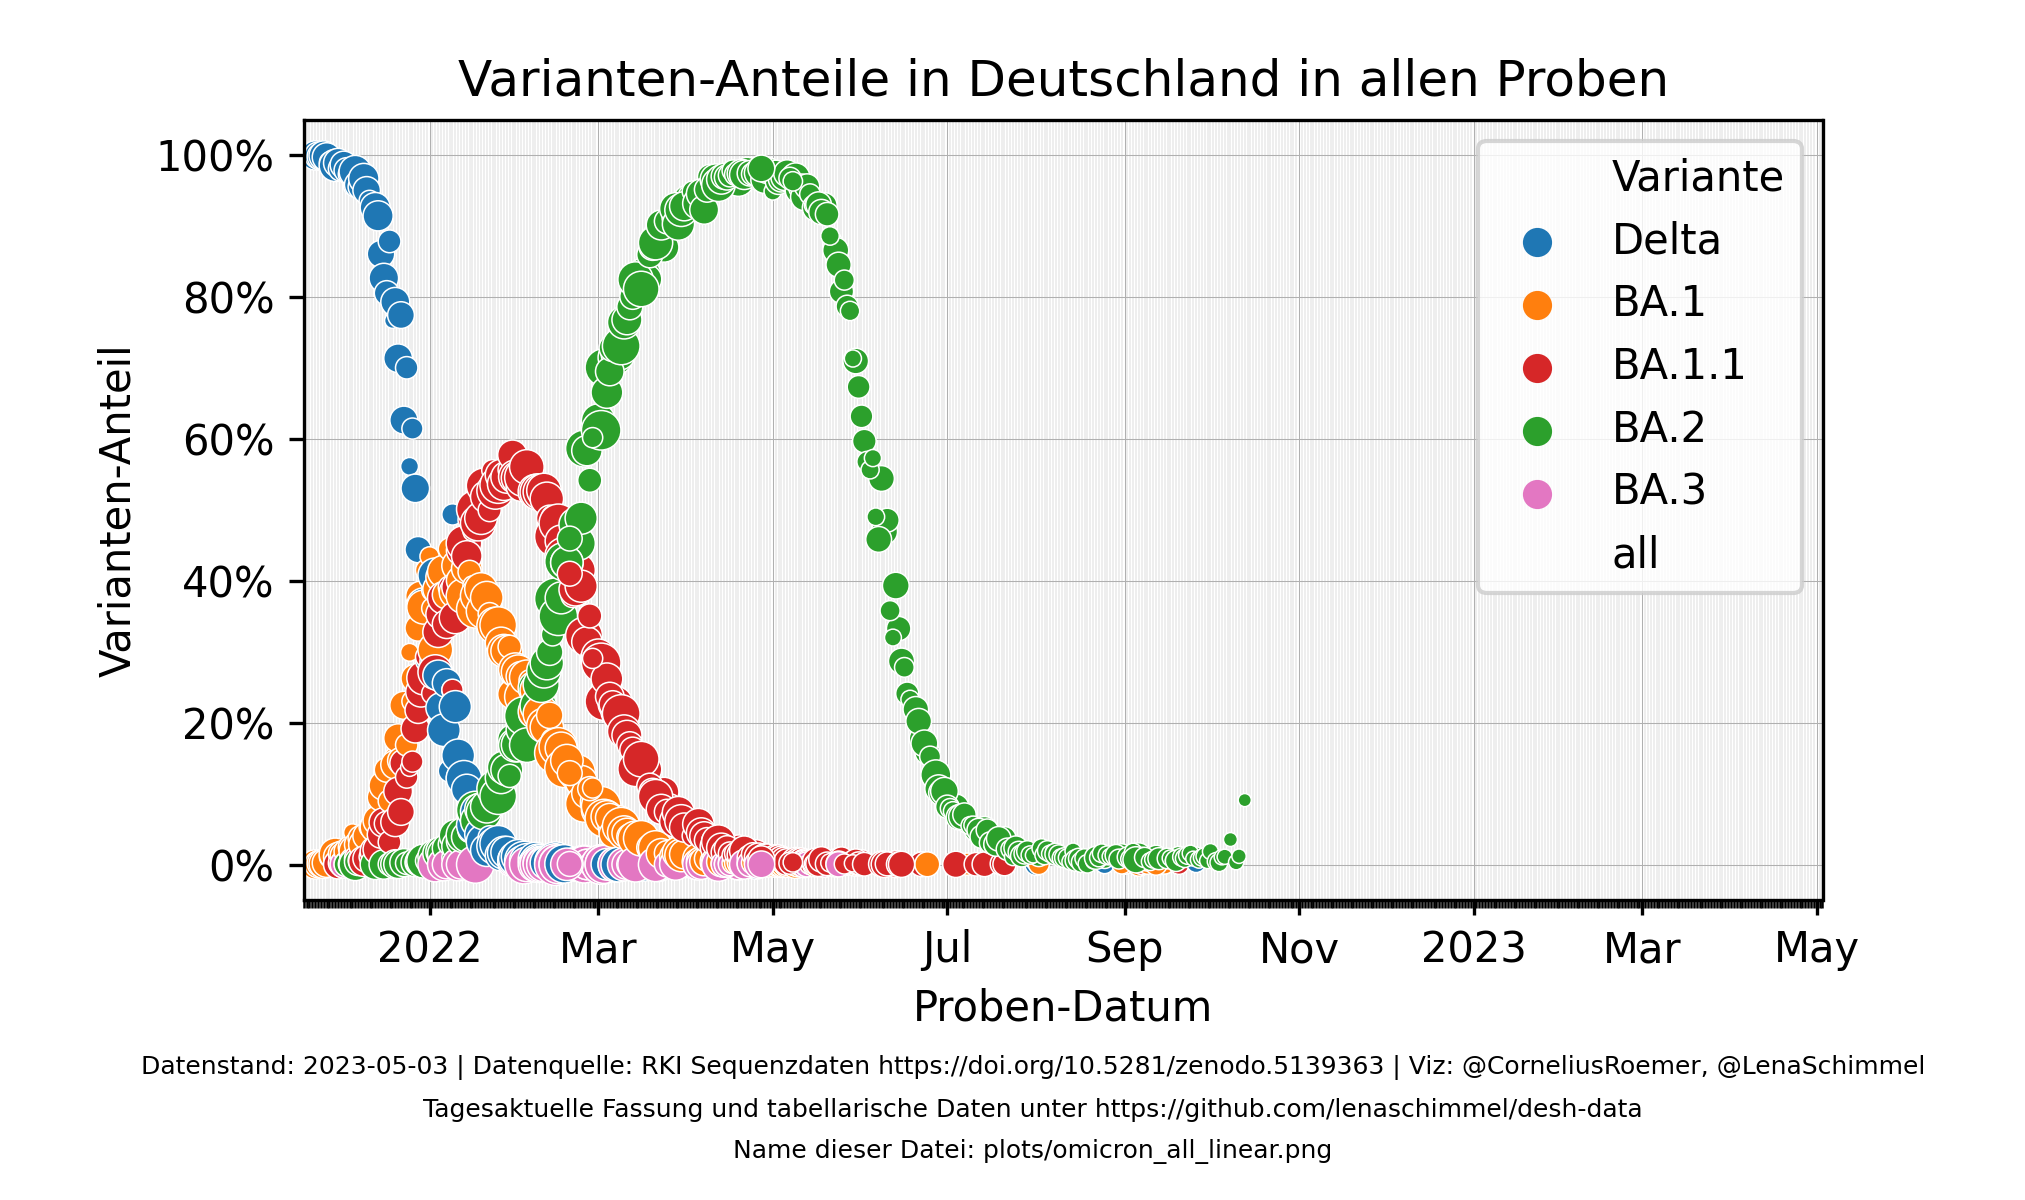 Varianten-Anteile in Deutschland in allen Proben
Varianten-Anteil
100%
80%
60%
40%
20%
0%
Variante
Delta
BA.1
BA.1.1
BA.2
BA.3
all
2022 Mar May Jul Sep Nov 2023 Mar May
Proben-Datum
Datenstand: 2023-05-03 | Datenquelle: RKI Sequenzdaten https://doi.org/10.5281/zenodo.5139363 | Viz: @CorneliusRoemer, @LenaSchimmel
Tagesaktuelle Fassung und tabellarische Daten unter https://github.com/lenaschimmel/desh-data
Name dieser Datei: plots/omicron_all_linear.png